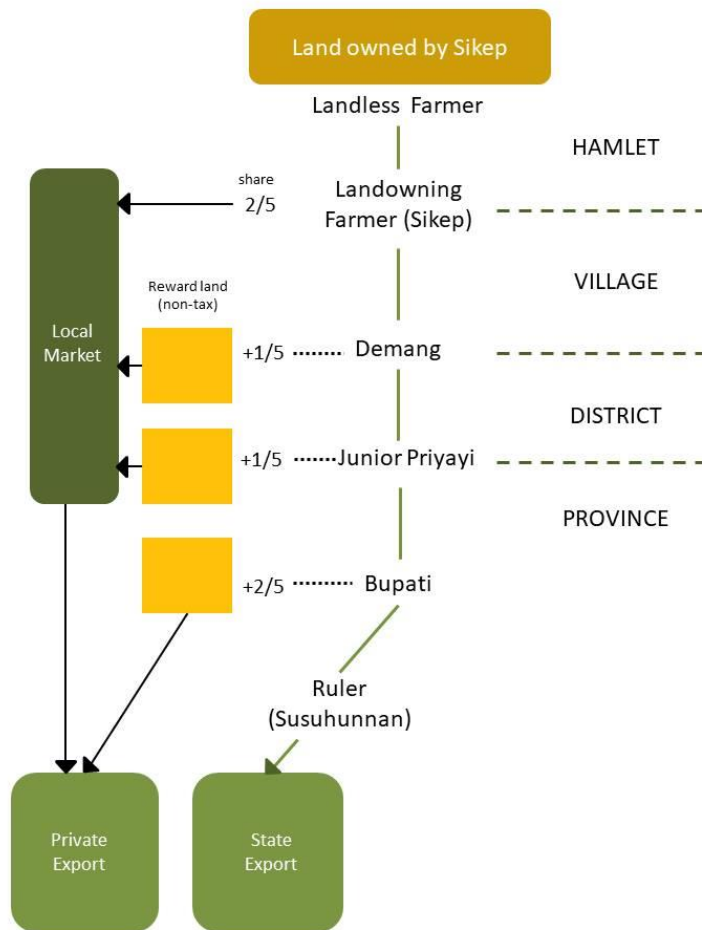 Land owned by Sikep
Landless Farmer
HAMLET
share
2/5
Landowning
Farmer (Sikep)
VILLAGE
Reward land
(non-tax)
Local
Market
+1/5
Demang
DISTRICT
+1/5
Junior Priyayi
PROVINCE
+2/5
Bupati
Ruler
(Susuhunnan)
Private
Export
State
Export